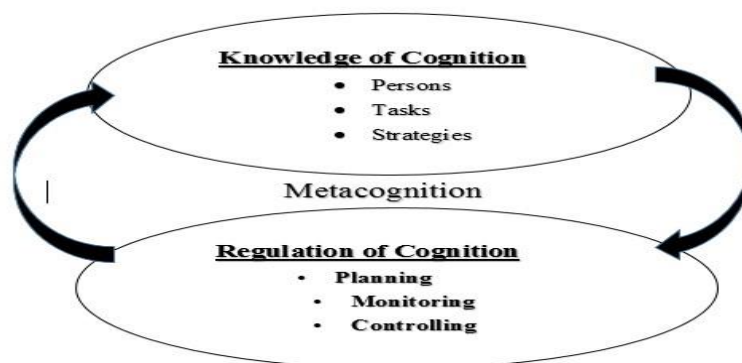 Knowledge of Cognition
• Persons
• Tasks
• Strategies
Metacognition
Regulation of Cognition
• Planning
• Monitoring
• Controlling